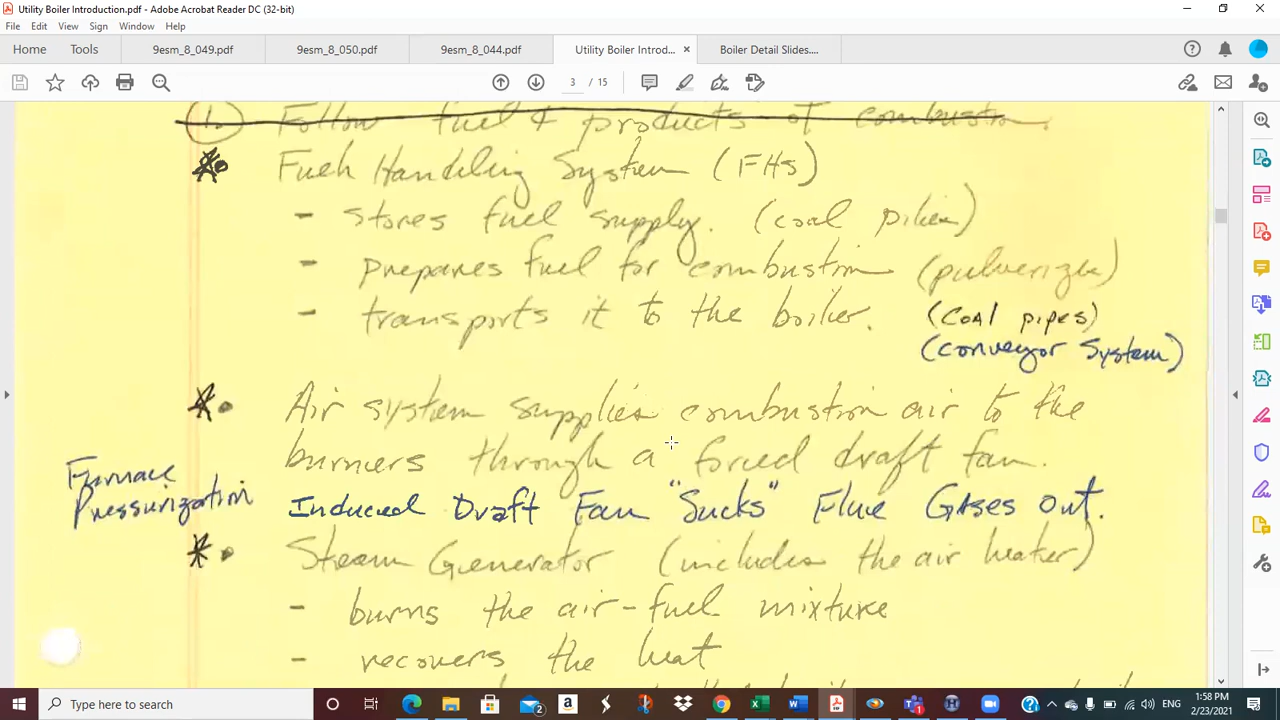 Utility Boiler Introduction.pdf - Adobe Acrobat Reader DC (32-bit)
File Edit View Sign Window Help
Home Tools 9esm_8_049.pdf 9esm_8_050.pdf 9esm_8_044.pdf Utility Boiler Introd... × Boiler Detail Slides....
3 / 15
1. Follow fuel & products of combustion.
Fuel Handling System (FHS)
- stores fuel supply. (coal piles)
- prepares fuel for combustion (pulverizer)
- transports it to the boiler. (coal pipes)
(conveyor System)
Air system supplies combustion air to the
burners through a forced draft fan.
Furnace
Pressurization
Induced Draft Fan "Sucks" Flue Gases Out.
Steam Generator (includes the air heater)
- burns the air-fuel mixture
- recovers the heat
Type here to search
2
1:58 PM
ENG
2/23/2021